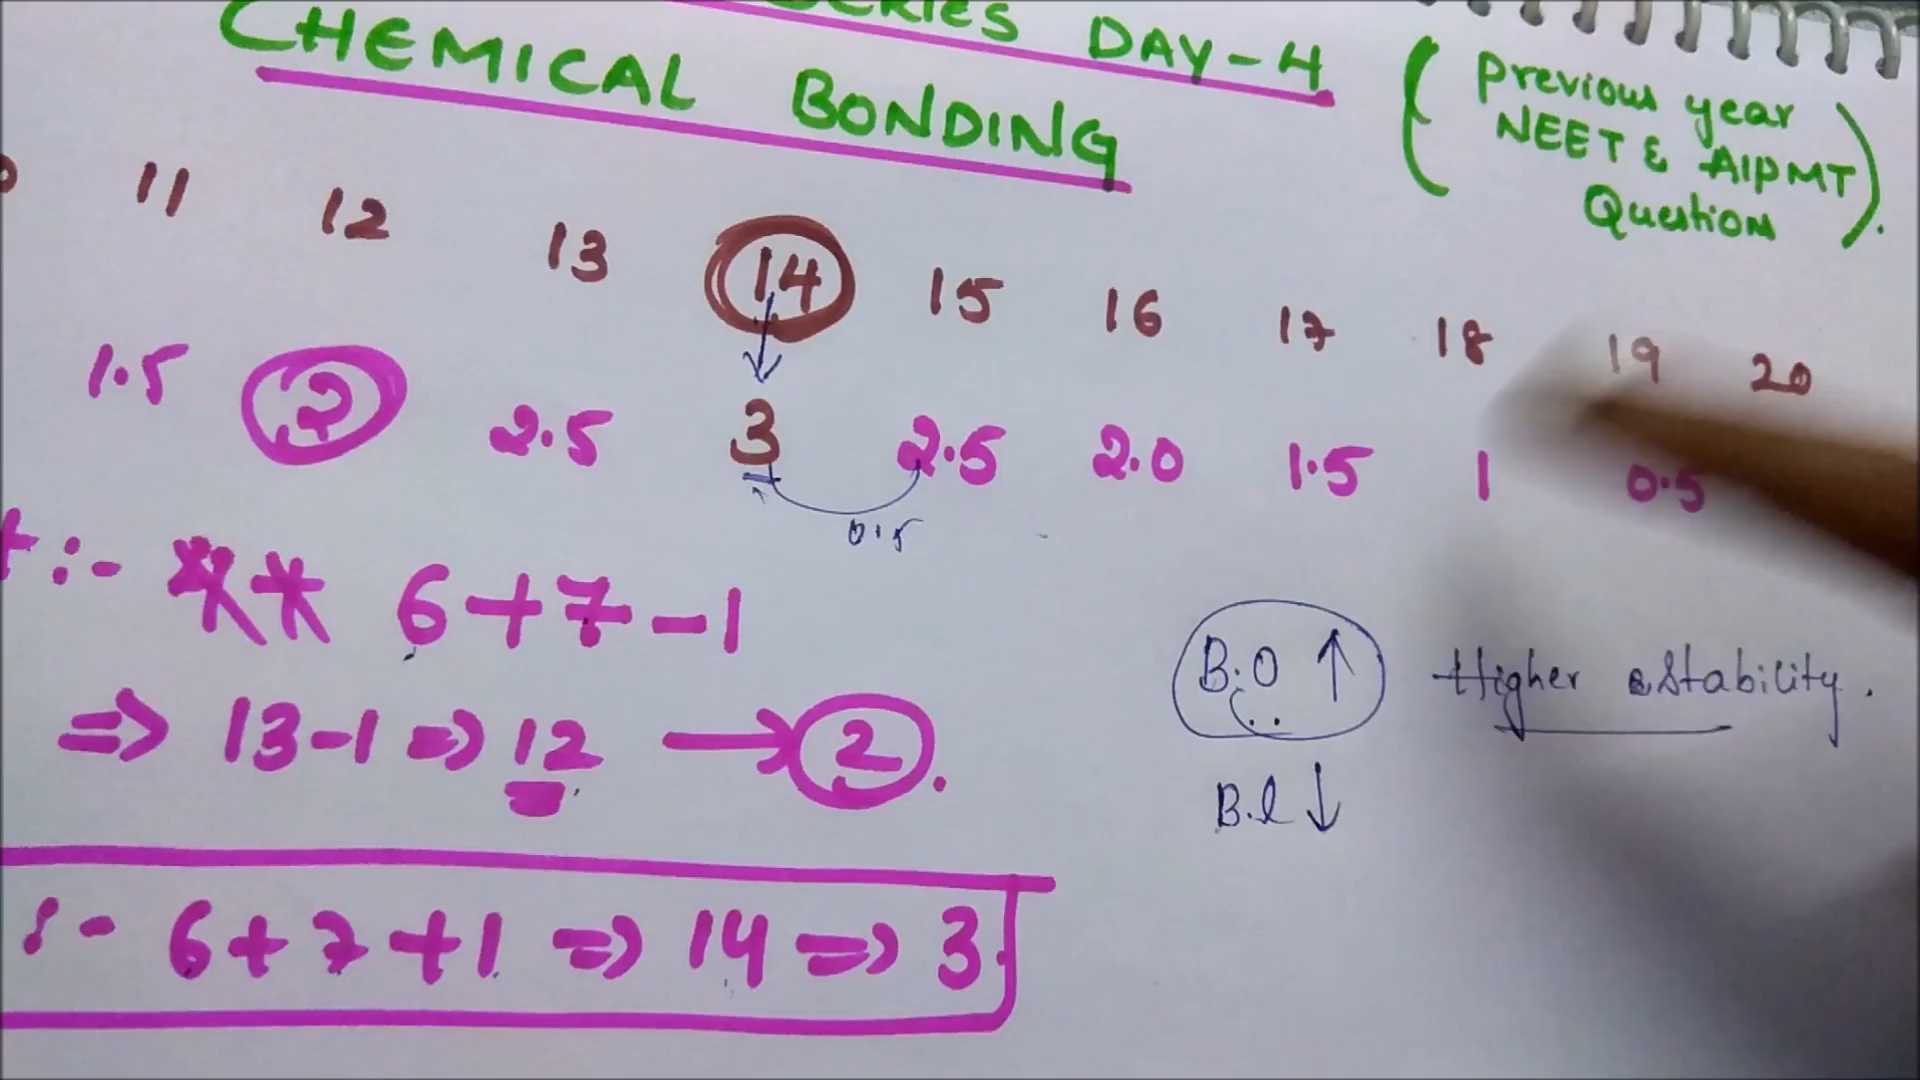 SERIES DAY-4
CHEMICAL BONDING
( Previous year
NEET & AIPMT
Question ).
11 12 13 14 15 16 17 18 19 20
1.5 2 2.5 3 2.5 2.0 1.5 1 0.5
0.5
:- ** 6+7-1
=> 13-1 => 12 → 2.
B.O ↑ Higher stability.
B.l ↓
:- 6+7+1 => 14 => 3.